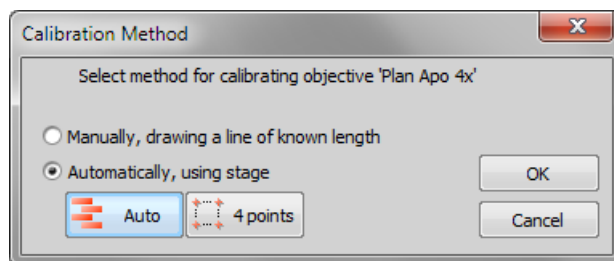 Calibration Method
Select method for calibrating objective 'Plan Apo 4x'
Manually, drawing a line of known length
Automatically, using stage
OK
Auto
4 points
Cancel